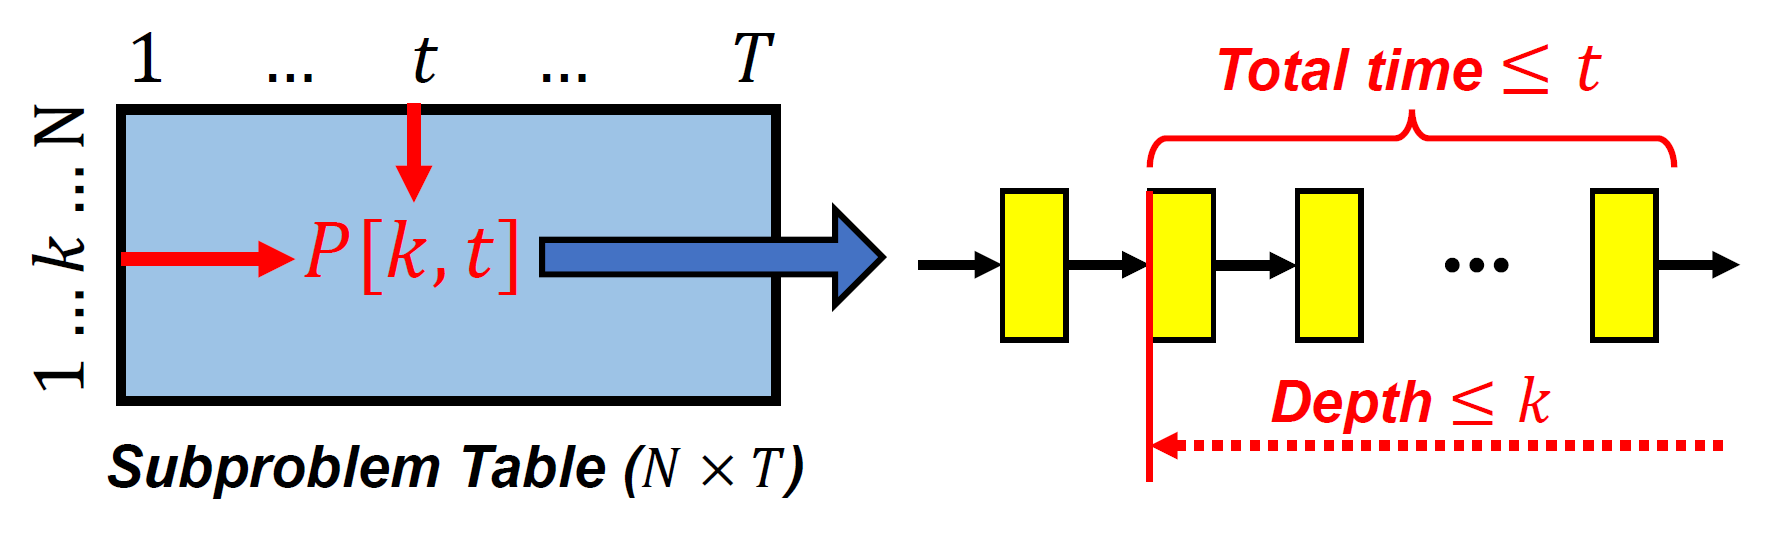 1 ... t ... T
1 ... k ... N
P[k, t]
Subproblem Table (N × T)
Total time ≤ t
...
Depth ≤ k